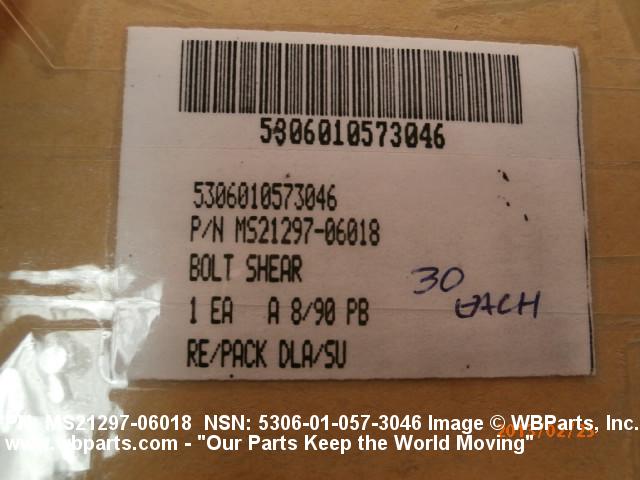 5306010573046
5306010573046
P/N MS21297-06018
BOLT SHEAR
30 EACH
1 EA A 8/90 PB
RE/PACK DLA/SU
P/N: MS21297-06018 NSN: 5306-01-057-3046 Image © WBParts, Inc.
www.wbparts.com - "Our Parts Keep the World Moving"